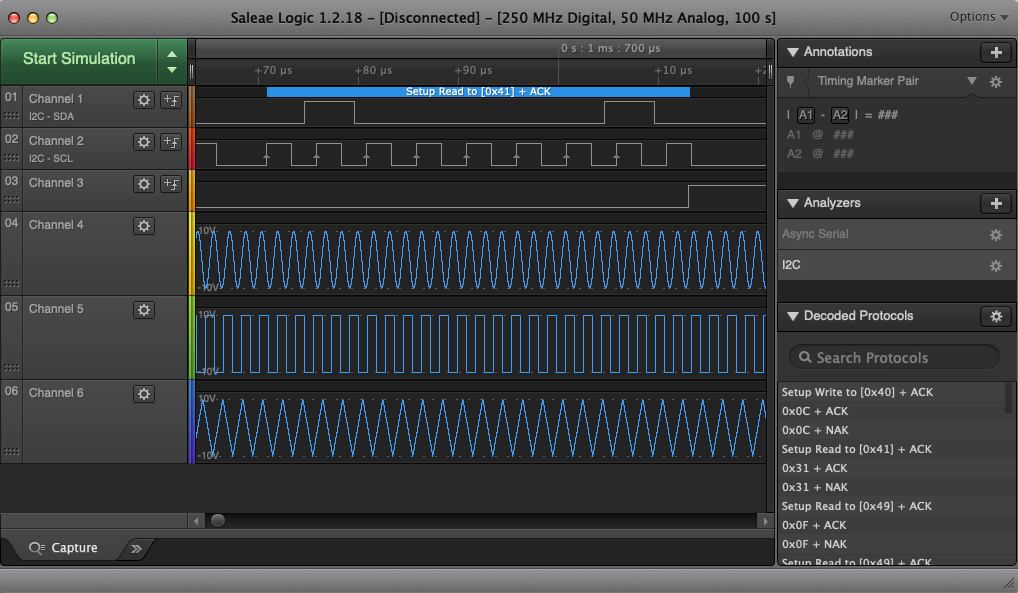 Saleae Logic 1.2.18 – [Disconnected] – [250 MHz Digital, 50 MHz Analog, 100 s]
Options
Start Simulation
0 s : 1 ms : 700 µs
+70 µs +80 µs +90 µs +10 µs +2
Setup Read to [0x41] + ACK
01 Channel 1
I2C - SDA
02 Channel 2
I2C - SCL
03 Channel 3
04 Channel 4
10V
-10V
05 Channel 5
10V
-10V
06 Channel 6
10V
-10V
Capture
Annotations
Timing Marker Pair
| A1 - A2 | = ###
A1 @ ###
A2 @ ###
Analyzers
Async Serial
I2C
Decoded Protocols
Search Protocols
Setup Write to [0x40] + ACK
0x0C + ACK
0x0C + NAK
Setup Read to [0x41] + ACK
0x31 + ACK
0x31 + NAK
Setup Read to [0x49] + ACK
0x0F + ACK
0x0F + NAK
Setup Read to [0x49] + ACK